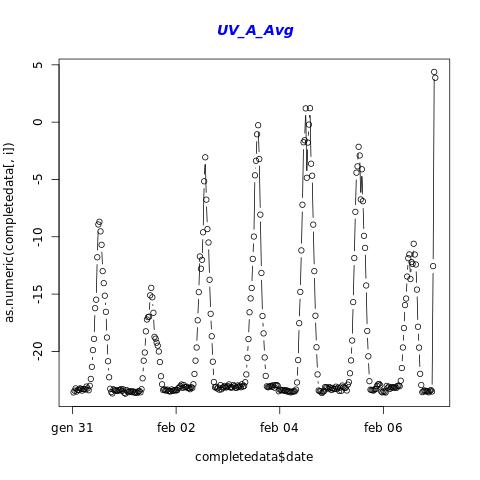 UV_A_Avg
as.numeric(completedata[, i])
5
0
-5
-10
-15
-20
gen 31
feb 02
feb 04
feb 06
completedata$date